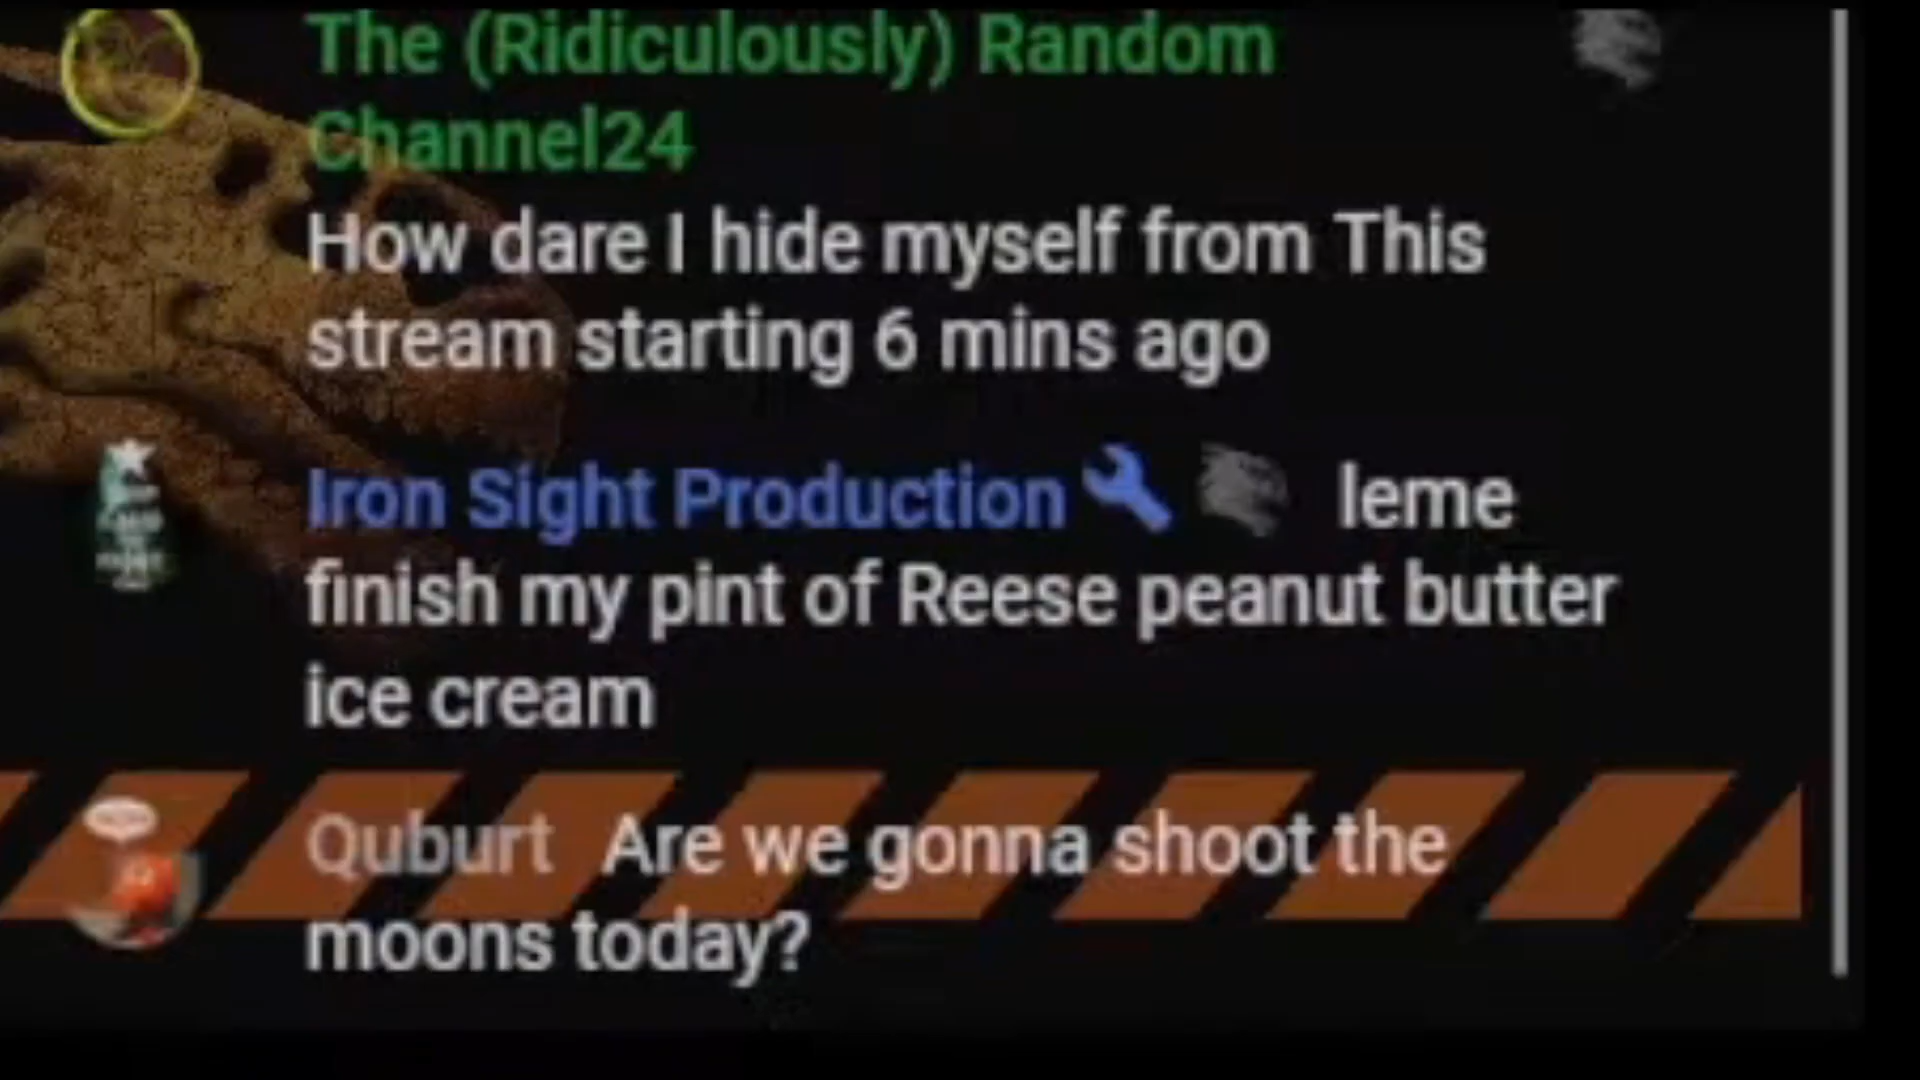 The (Ridiculously) Random
Channel24
How dare I hide myself from This
stream starting 6 mins ago
Iron Sight Production leme
finish my pint of Reese peanut butter
ice cream
Quburt Are we gonna shoot the
moons today?